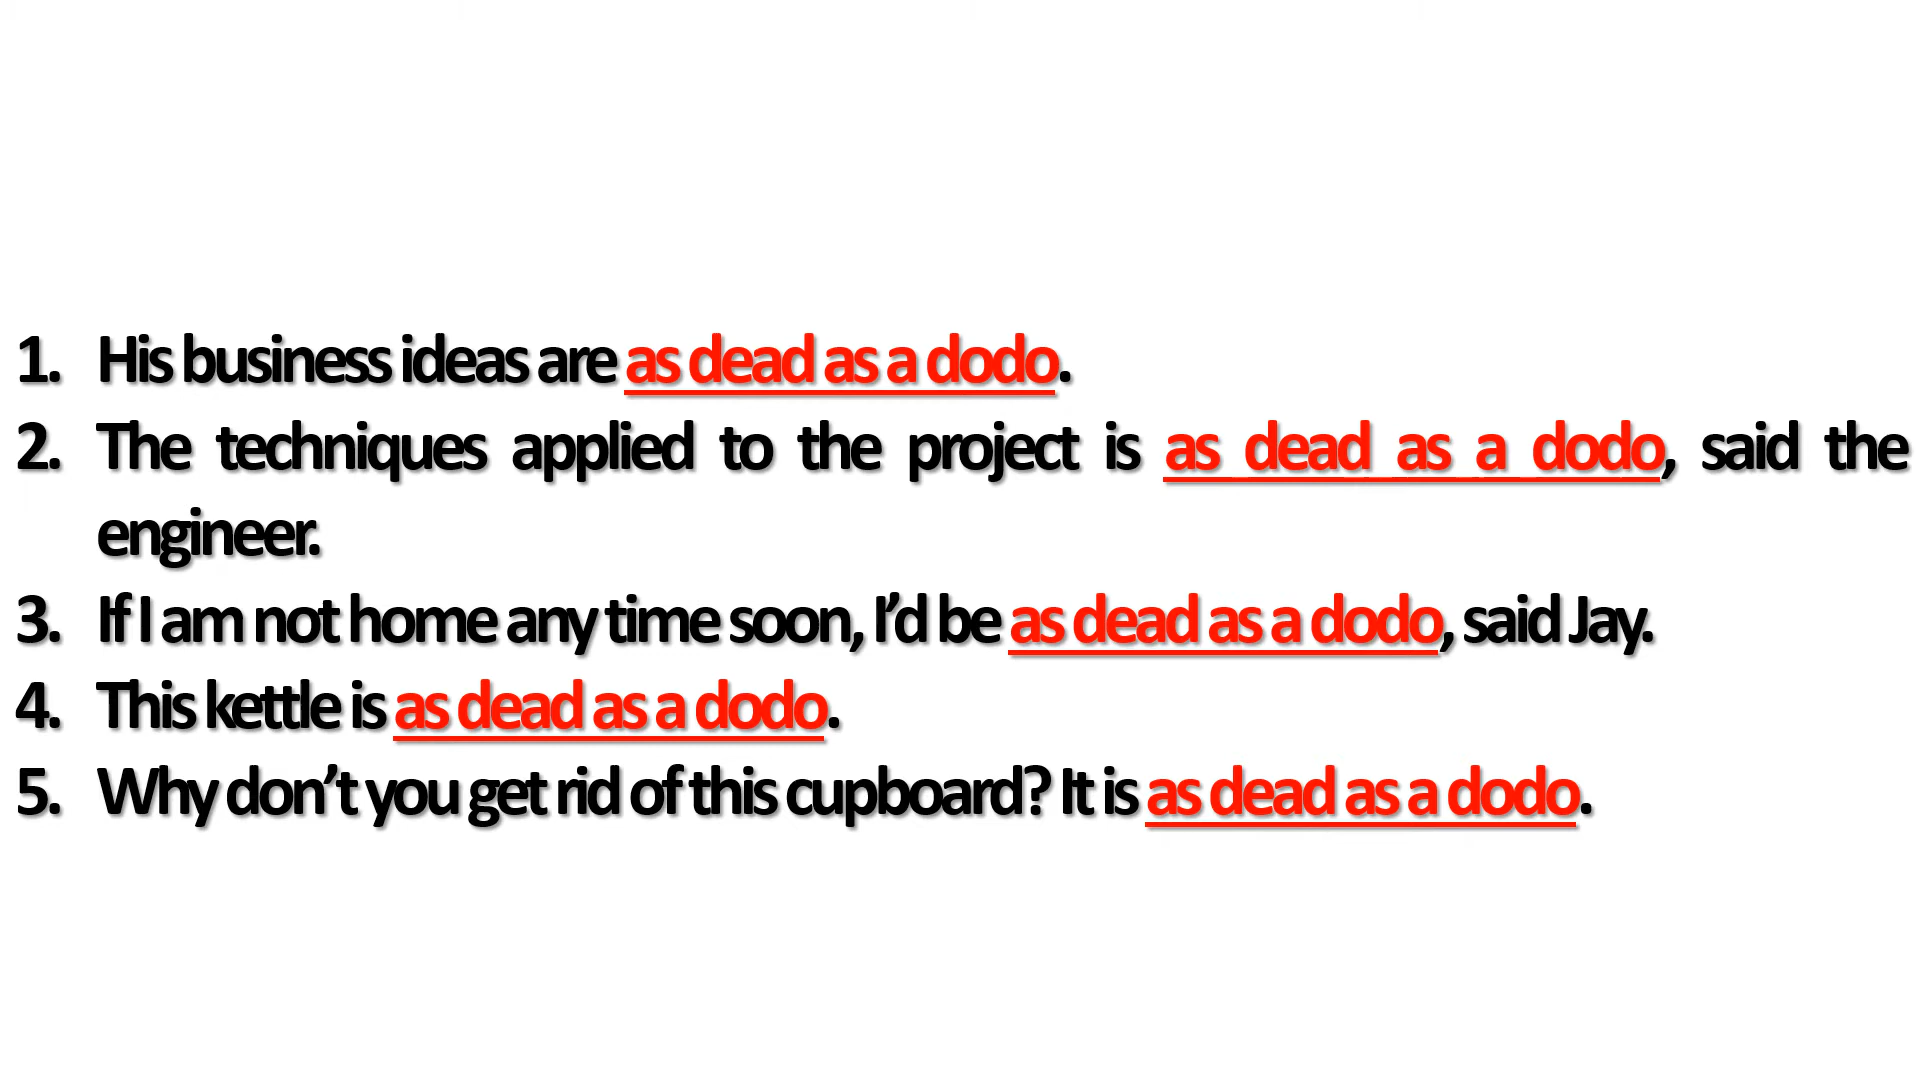 1. His business ideas are as dead as a dodo.
2. The techniques applied to the project is as dead as a dodo, said the
engineer.
3. If I am not home any time soon, I’d be as dead as a dodo, said Jay.
4. This kettle is as dead as a dodo.
5. Why don’t you get rid of this cupboard? It is as dead as a dodo.